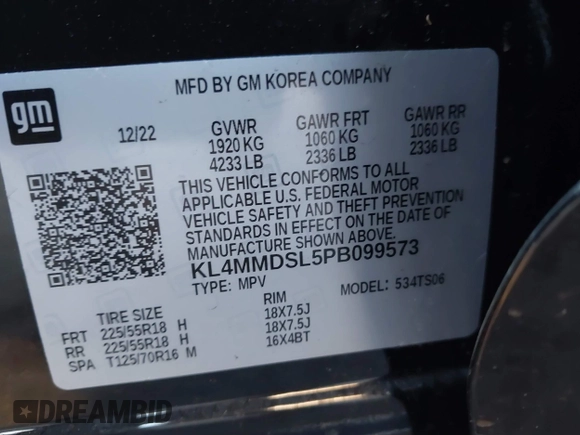 gm
MFD BY GM KOREA COMPANY
12/22 GVWR GAWR FRT GAWR RR
1920 KG 1060 KG 1060 KG
4233 LB 2336 LB 2336 LB
THIS VEHICLE CONFORMS TO ALL
APPLICABLE U.S. FEDERAL MOTOR
VEHICLE SAFETY AND THEFT PREVENTION
STANDARDS IN EFFECT ON THE DATE OF
MANUFACTURE SHOWN ABOVE.
KL4MMDSL5PB099573
TYPE: MPV MODEL: 534TS06
TIRE SIZE RIM
FRT 225/55R18 H 18X7.5J
RR 225/55R18 H 18X7.5J
SPA T125/70R16 M 16X4BT
DREAMBID